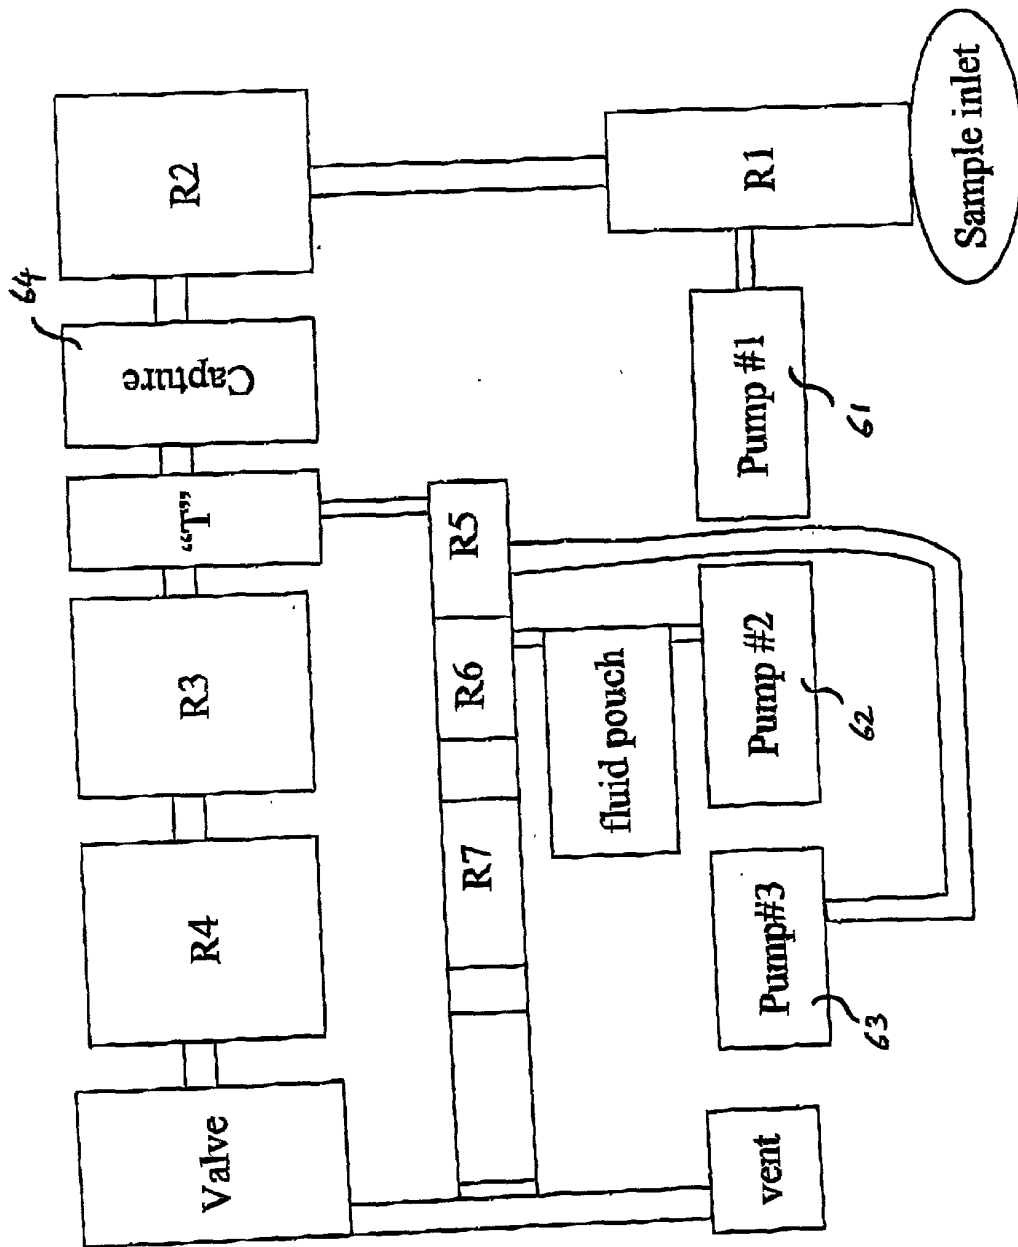 Valve
R4
R3
“T”
Capture
64
R2
R7
R6
R5
fluid pouch
vent
Pump#3
63
Pump #2
62
Pump #1
61
R1
Sample inlet